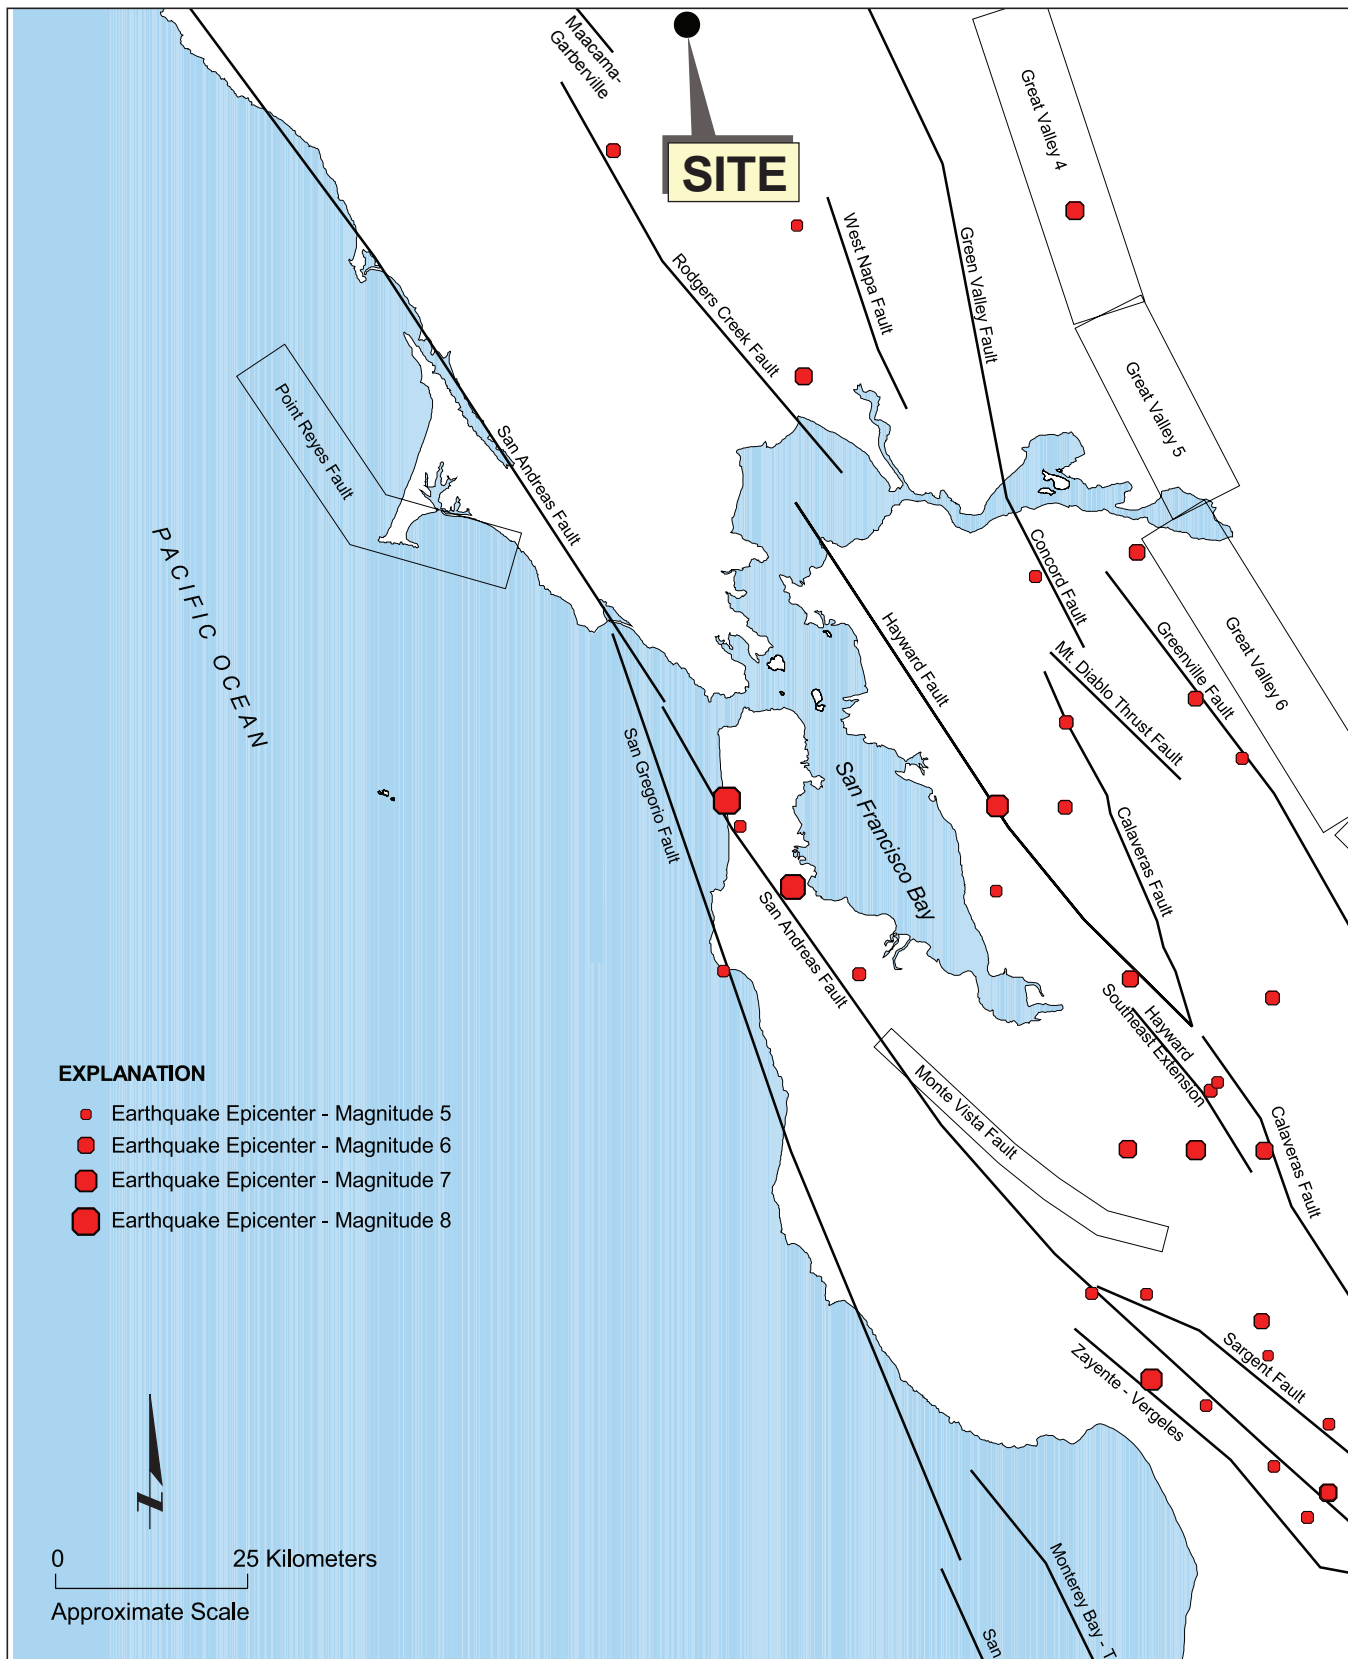 Maacama-
Garberville
SITE
Great Valley 4
West Napa Fault
Green Valley Fault
Rodgers Creek Fault
Great Valley 5
Point Reyes Fault
San Andreas Fault
PACIFIC OCEAN
Concord Fault
Hayward Fault
Mt. Diablo Thrust Fault
Greenville Fault
Great Valley 6
San Gregorio Fault
San Francisco Bay
Calaveras Fault
San Andreas Fault
Hayward
Southeast Extension
Monte Vista Fault
Calaveras Fault
EXPLANATION
Earthquake Epicenter - Magnitude 5
Earthquake Epicenter - Magnitude 6
Earthquake Epicenter - Magnitude 7
Earthquake Epicenter - Magnitude 8
Sargent Fault
Zayente - Vergeles
Z
0 25 Kilometers
Approximate Scale
Monterey Bay - T
San